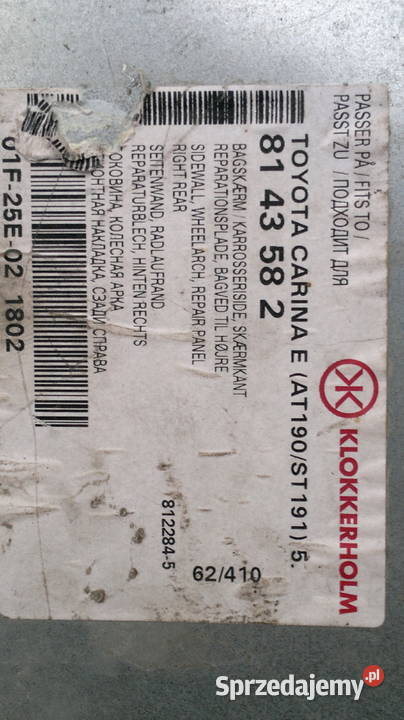 KLOKKERHOLM
PASSER PÅ / FITS TO /
PASST ZU / ПОДХОДИТ ДЛЯ
TOYOTA CARINA E (AT190/ST191) 5.
81 43 58 2
62/410
BAGSKÆRM / KARROSSERISIDE, SKÆRMKANT
REPARATIONSPLADE, BAGVED TIL HØJRE
SIDEWALL, WHEELARCH, REPAIR PANEL
RIGHT REAR
812284-5
SEITENWAND, RADLAUFRAND
REPARATURBLECH, HINTEN RECHTS
ОКОВИНА, КОЛЕСНАЯ АРКА
ОНТНАЯ НАКЛАДКА, СЗАДИ СПРАВА
01F-25E-02 1802
Sprzedajemy.pl